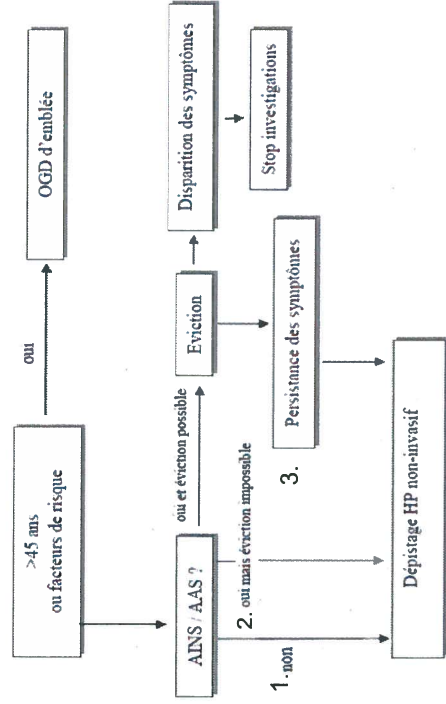 >45 ans
ou facteurs de risque
oui
OGD d'emblée
AINS / AAS ?
oui et éviction possible
Eviction
Disparition des symptômes
Stop investigations
2. oui mais éviction impossible
1. non
3.
Persistance des symptômes
Dépistage HP non-invasif